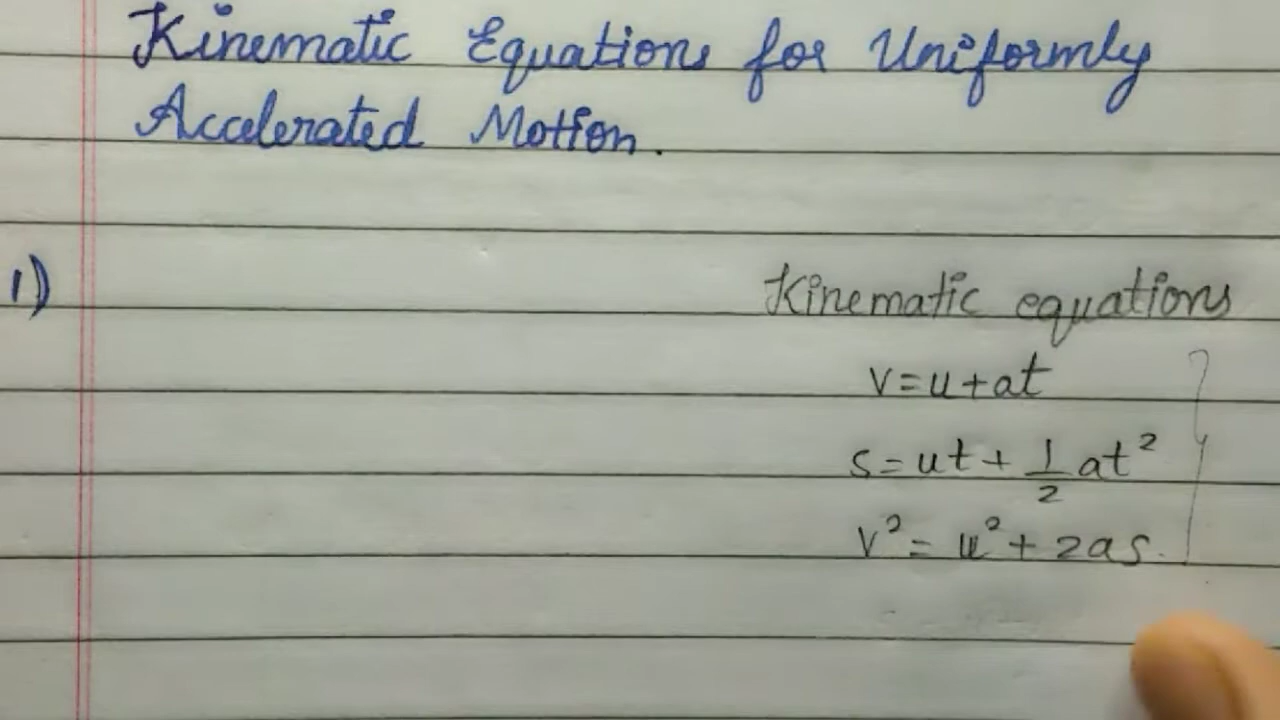 Kinematic Equations for Uniformly
Accelerated Motion.
1)
Kinematic equations
v=u+at
s=ut+1/2at²
v²=u²+2as.